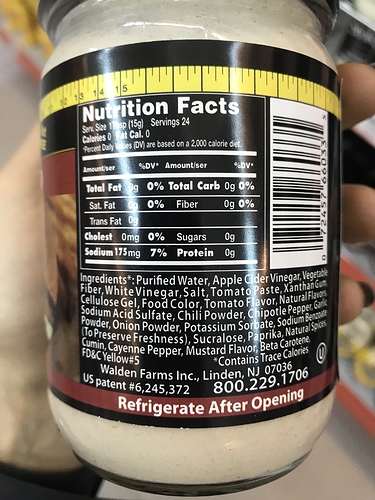 12 13 14 15
Nutrition Facts
Serv. Size 1 Tbsp (15g) Servings 24
Calories 0 Fat Cal. 0
*Percent Daily Values (DV) are based on a 2,000 calorie diet.
Amount/ser %DV* Amount/ser %DV*
Total Fat 0g 0% Total Carb 0g 0%
Sat. Fat 0g 0% Fiber 0g 0%
Trans Fat 0g
Cholest 0mg 0% Sugars 0g
Sodium 175mg 7% Protein 0g
Ingredients*: Purified Water, Apple Cider Vinegar, Vegetable
Fiber, White Vinegar, Salt, Tomato Paste, Xanthan Gum,
Cellulose Gel, Food Color, Tomato Flavor, Natural Flavors,
Sodium Acid Sulfate, Chili Powder, Chipotle Pepper, Garlic
Powder, Onion Powder, Potassium Sorbate, Sodium Benzoate
(To Preserve Freshness), Sucralose, Paprika, Natural Spices,
Cumin, Cayenne Pepper, Mustard Flavor, Beta Carotene,
FD&C Yellow#5 *Contains Trace Calories
Walden Farms Inc., Linden, NJ 07036
US patent #6,245,372 800.229.1706
Refrigerate After Opening